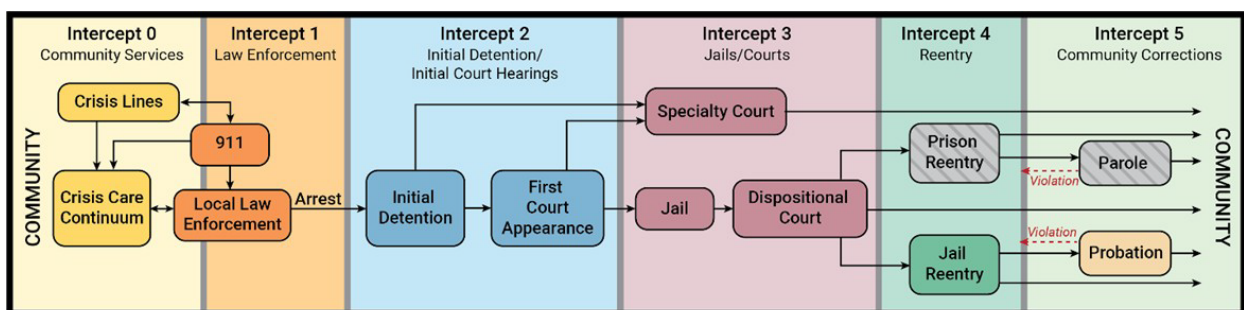 Intercept 0
Community Services
Intercept 1
Law Enforcement
Intercept 2
Initial Detention/
Initial Court Hearings
Intercept 3
Jails/Courts
Intercept 4
Reentry
Intercept 5
Community Corrections
COMMUNITY
Crisis Lines
911
Crisis Care
Continuum
Local Law
Enforcement
Arrest
Initial
Detention
First
Court
Appearance
Specialty Court
Jail
Dispositional
Court
Prison
Reentry
Violation
Parole
Jail
Reentry
Violation
Probation
COMMUNITY